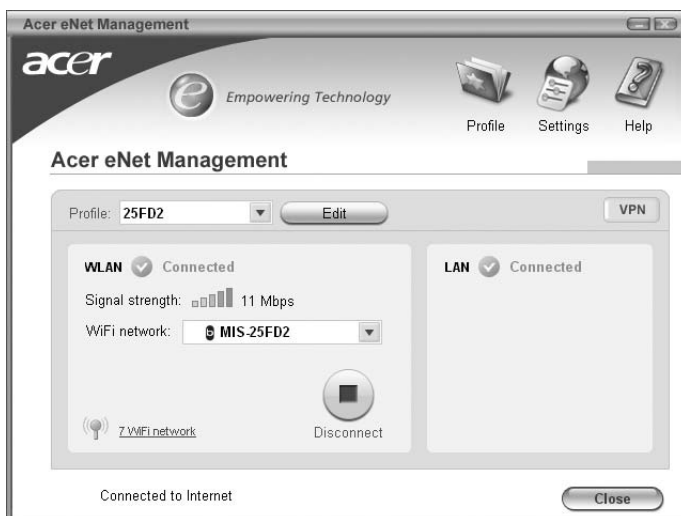 Acer eNet Management
acer
e Empowering Technology
Profile Settings Help
Acer eNet Management
Profile: 25FD2 Edit VPN
WLAN Connected
Signal strength: 11 Mbps
WiFi network: MIS-25FD2
7 WiFi network
Disconnect
LAN Connected
Connected to Internet
Close